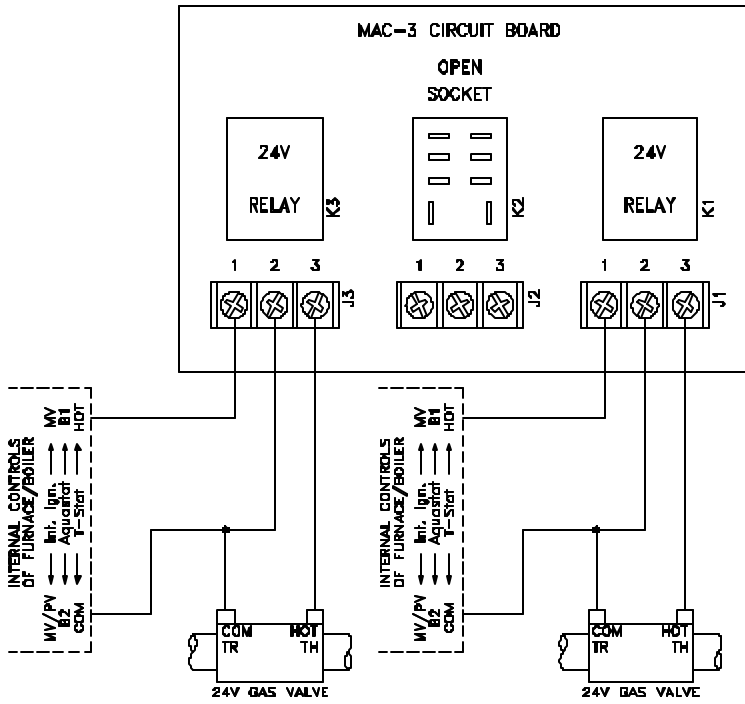 MAC-3 CIRCUIT BOARD
OPEN
SOCKET
24V
RELAY
K3
K2
24V
RELAY
K1
1 2 3
J3
1 2 3
J2
1 2 3
J1
INTERNAL CONTROLS
OF FURNACE/BOILER
MV/PV Int. Ign. MV
B2 Aquastat B1
COM T-Stat HOT
INTERNAL CONTROLS
OF FURNACE/BOILER
MV/PV Int. Ign. MV
B2 Aquastat B1
COM T-Stat HOT
COM HOT
TR TH
24V GAS VALVE
COM HOT
TR TH
24V GAS VALVE